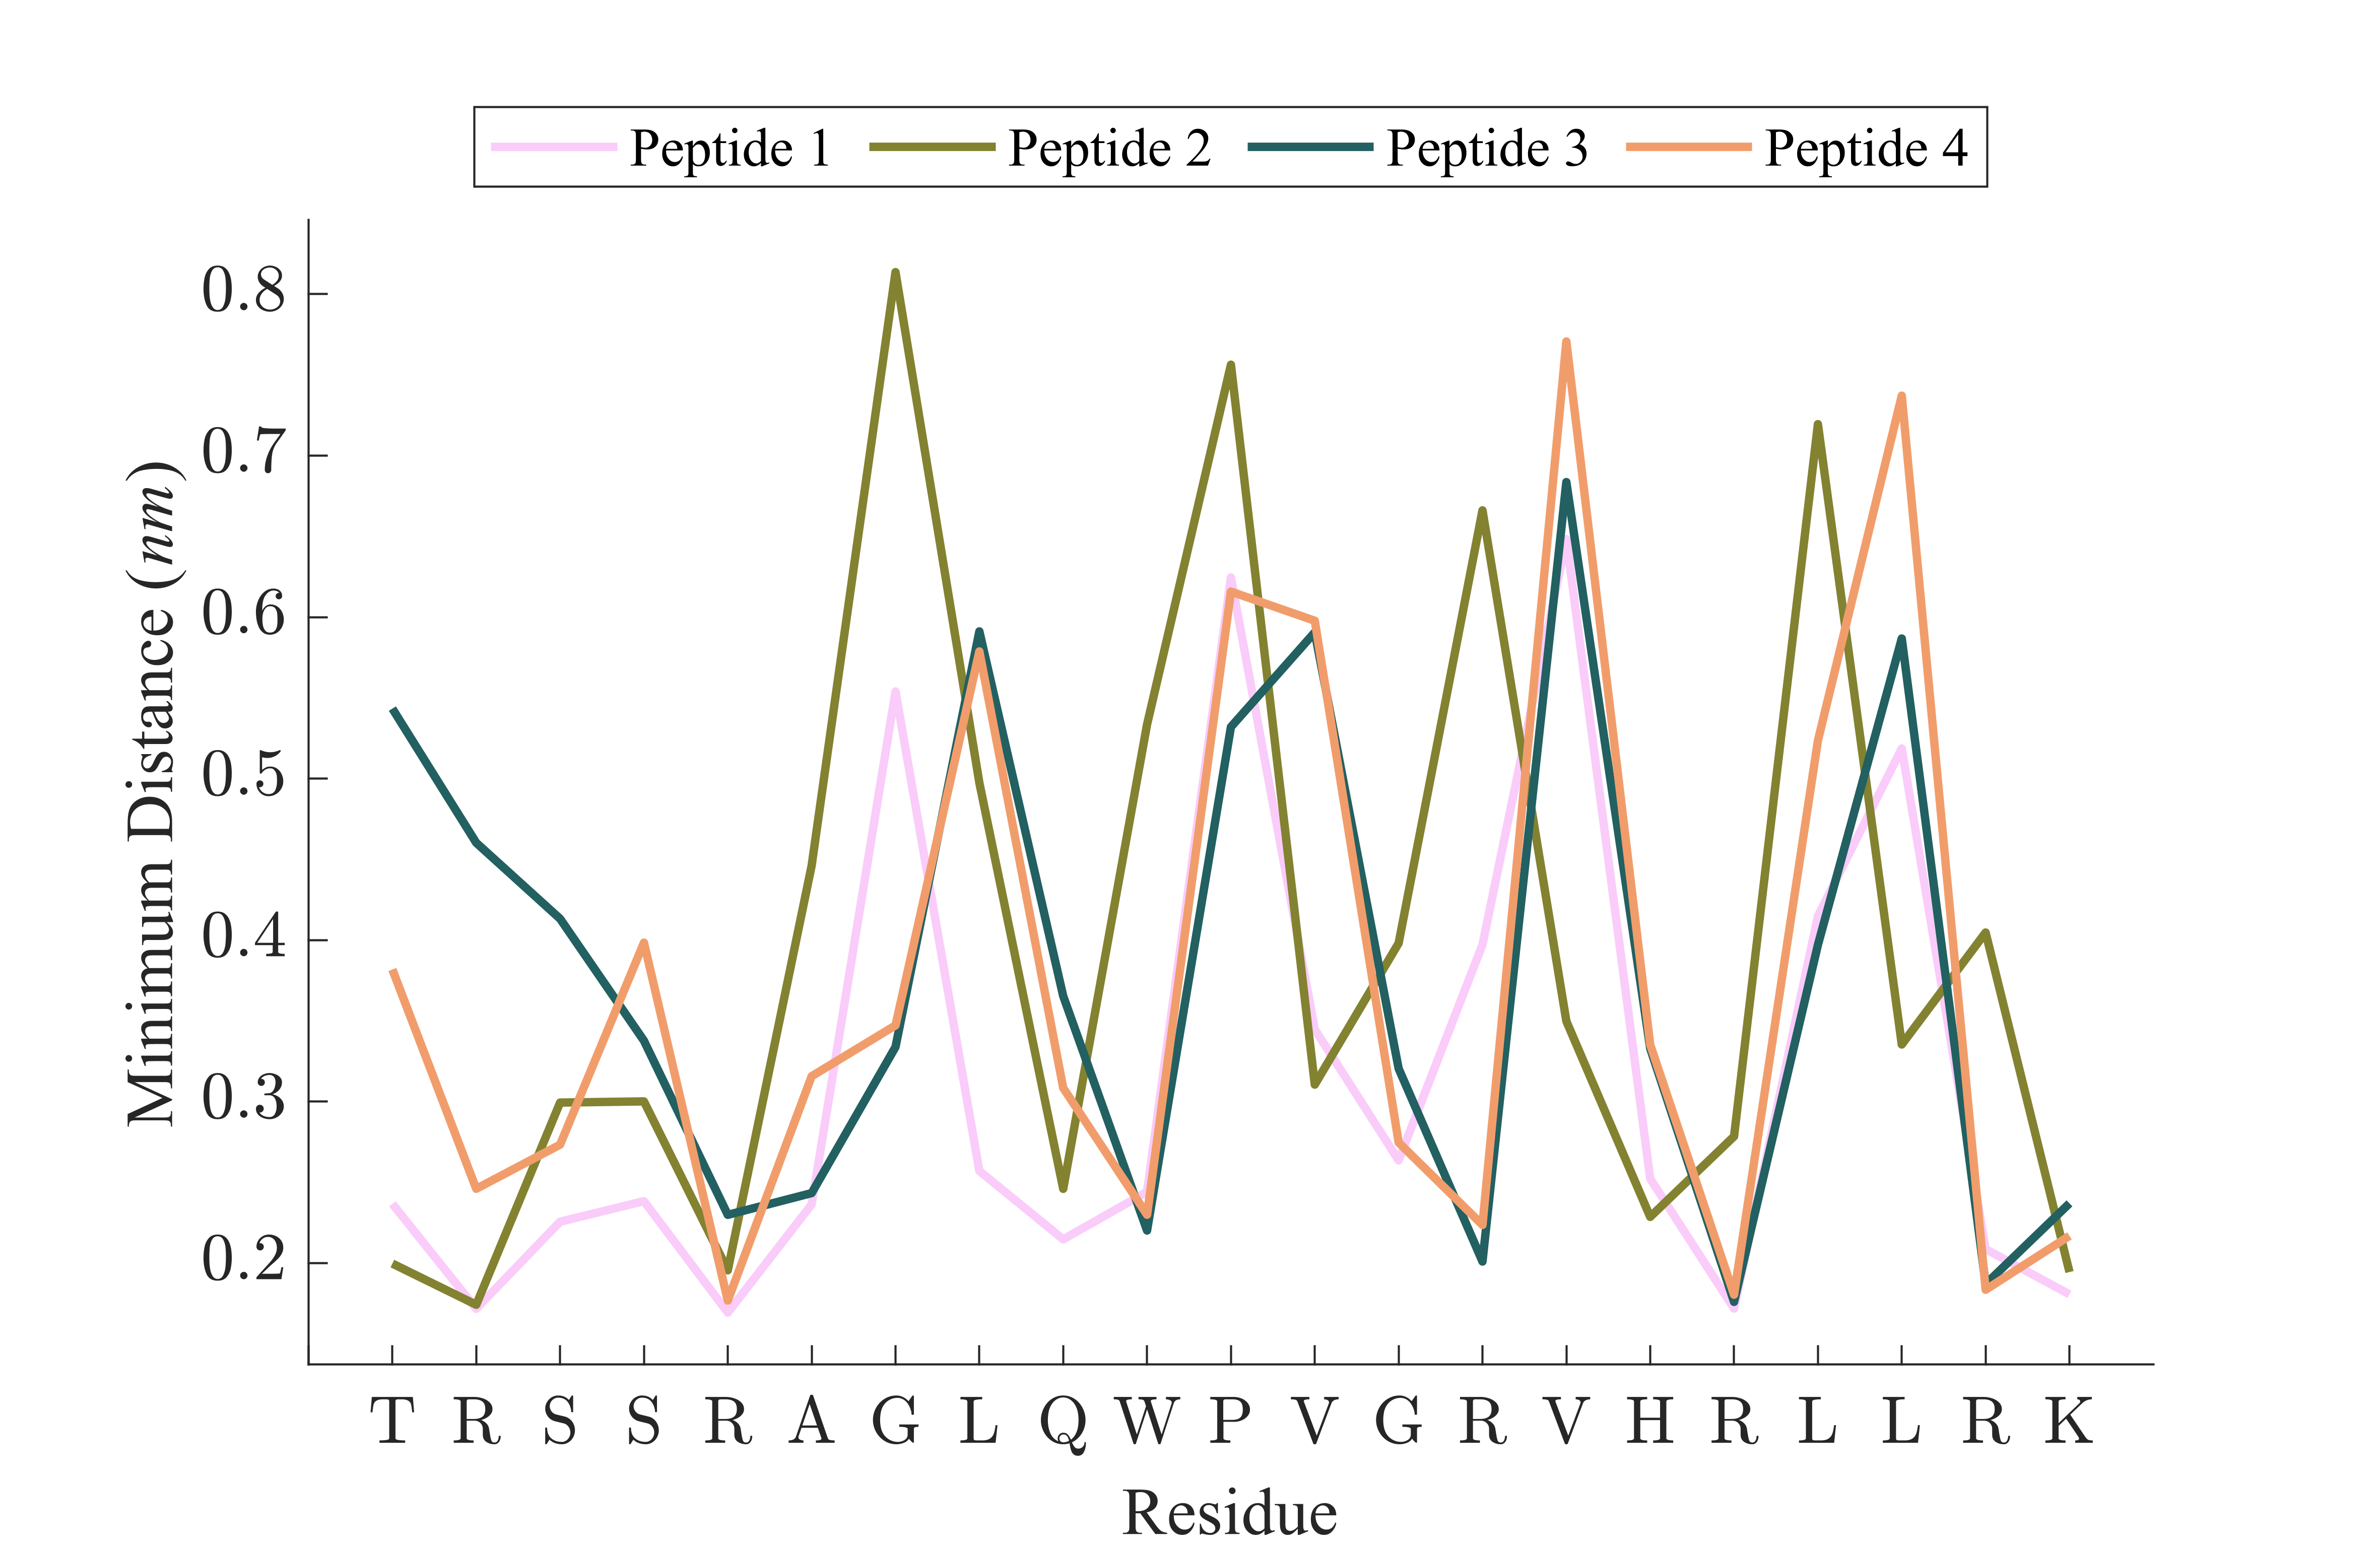 Peptide 1 Peptide 2 Peptide 3 Peptide 4
0.8
0.7
0.6
0.5
0.4
0.3
0.2
Minimum Distance (nm)
T R S S R A G L Q W P V G R V H R L L R K
Residue